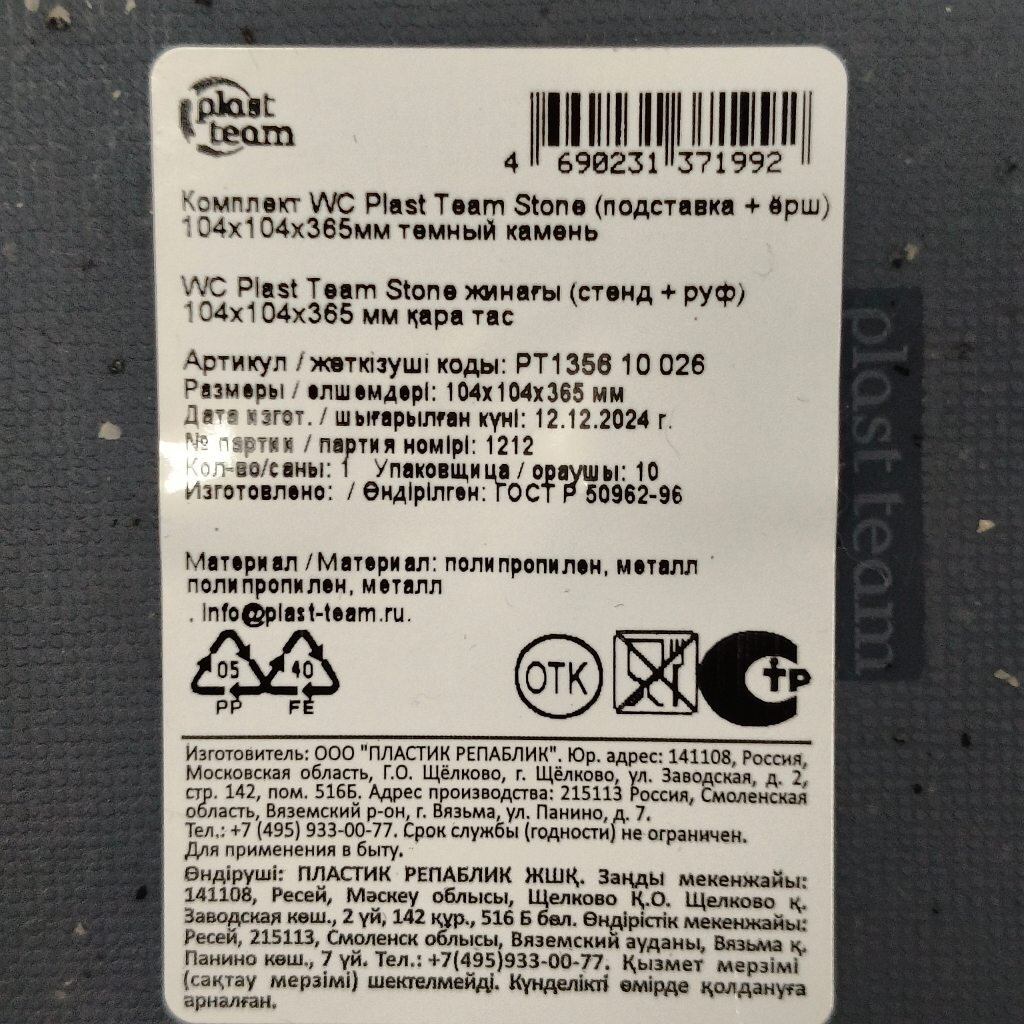 plast
team
4 690231 371992
Комплект WC Plast Team Stone (подставка + ёрш)
104х104х365мм темный камень
WC Plast Team Stone жинағы (стенд + руф)
104х104х365 мм қара тас
Артикул / жеткізуші коды: PT1356 10 026
Размеры / өлшемдері: 104х104х365 мм
Дата изгот. / шығарылған күні: 12.12.2024 г.
№ партии / партия номірі: 1212
Кол-во/саны: 1 Упаковщица / ораушы: 10
Изготовлено: / Өндірілген: ГОСТ Р 50962-96
Материал / Материал: полипропилен, металл
полипропилен, металл
. Info@plast-team.ru.
05 40 ОТК тР
PP FE
Изготовитель: ООО "ПЛАСТИК РЕПАБЛИК". Юр. адрес: 141108, Россия,
Московская область, Г.О. Щёлково, г. Щёлково, ул. Заводская, д. 2,
стр. 142, пом. 516Б. Адрес производства: 215113 Россия, Смоленская
область, Вяземский р-он, г. Вязьма, ул. Панино, д. 7.
Тел.: +7 (495) 933-00-77. Срок службы (годности) не ограничен.
Для применения в быту.
Өндіруші: ПЛАСТИК РЕПАБЛИК ЖШҚ. Заңды мекенжайы:
141108, Ресей, Мәскеу облысы, Щелково Қ.О. Щелково қ.
Заводская көш., 2 үй, 142 құр., 516 Б бөл. Өндірістік мекенжайы:
Ресей, 215113, Смоленск облысы, Вяземский ауданы, Вязьма қ.
Панино көш., 7 үй. Тел.: +7(495)933-00-77. Қызмет мерзімі
(сақтау мерзімі) шектелмейді. Күнделікті өмірде қолдануға
арналған.
plast team